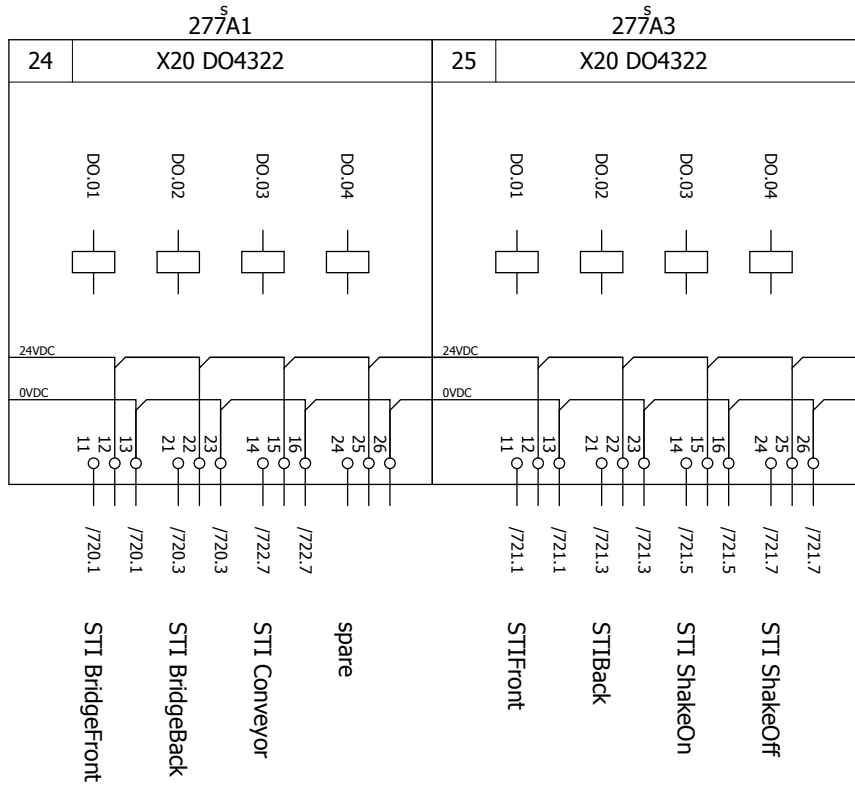 s
277A1
s
277A3
24
X20 DO4322
25
X20 DO4322
DO.01
DO.02
DO.03
DO.04
DO.01
DO.02
DO.03
DO.04
24VDC
24VDC
0VDC
0VDC
11
12
13
21
22
23
14
15
16
24
25
26
11
12
13
21
22
23
14
15
16
24
25
26
/720.1
/720.1
/720.3
/720.3
/722.7
/722.7
/721.1
/721.1
/721.3
/721.3
/721.5
/721.5
/721.7
/721.7
STI BridgeFront
STI BridgeBack
STI Conveyor
spare
STIFront
STIBack
STI ShakeOn
STI ShakeOff